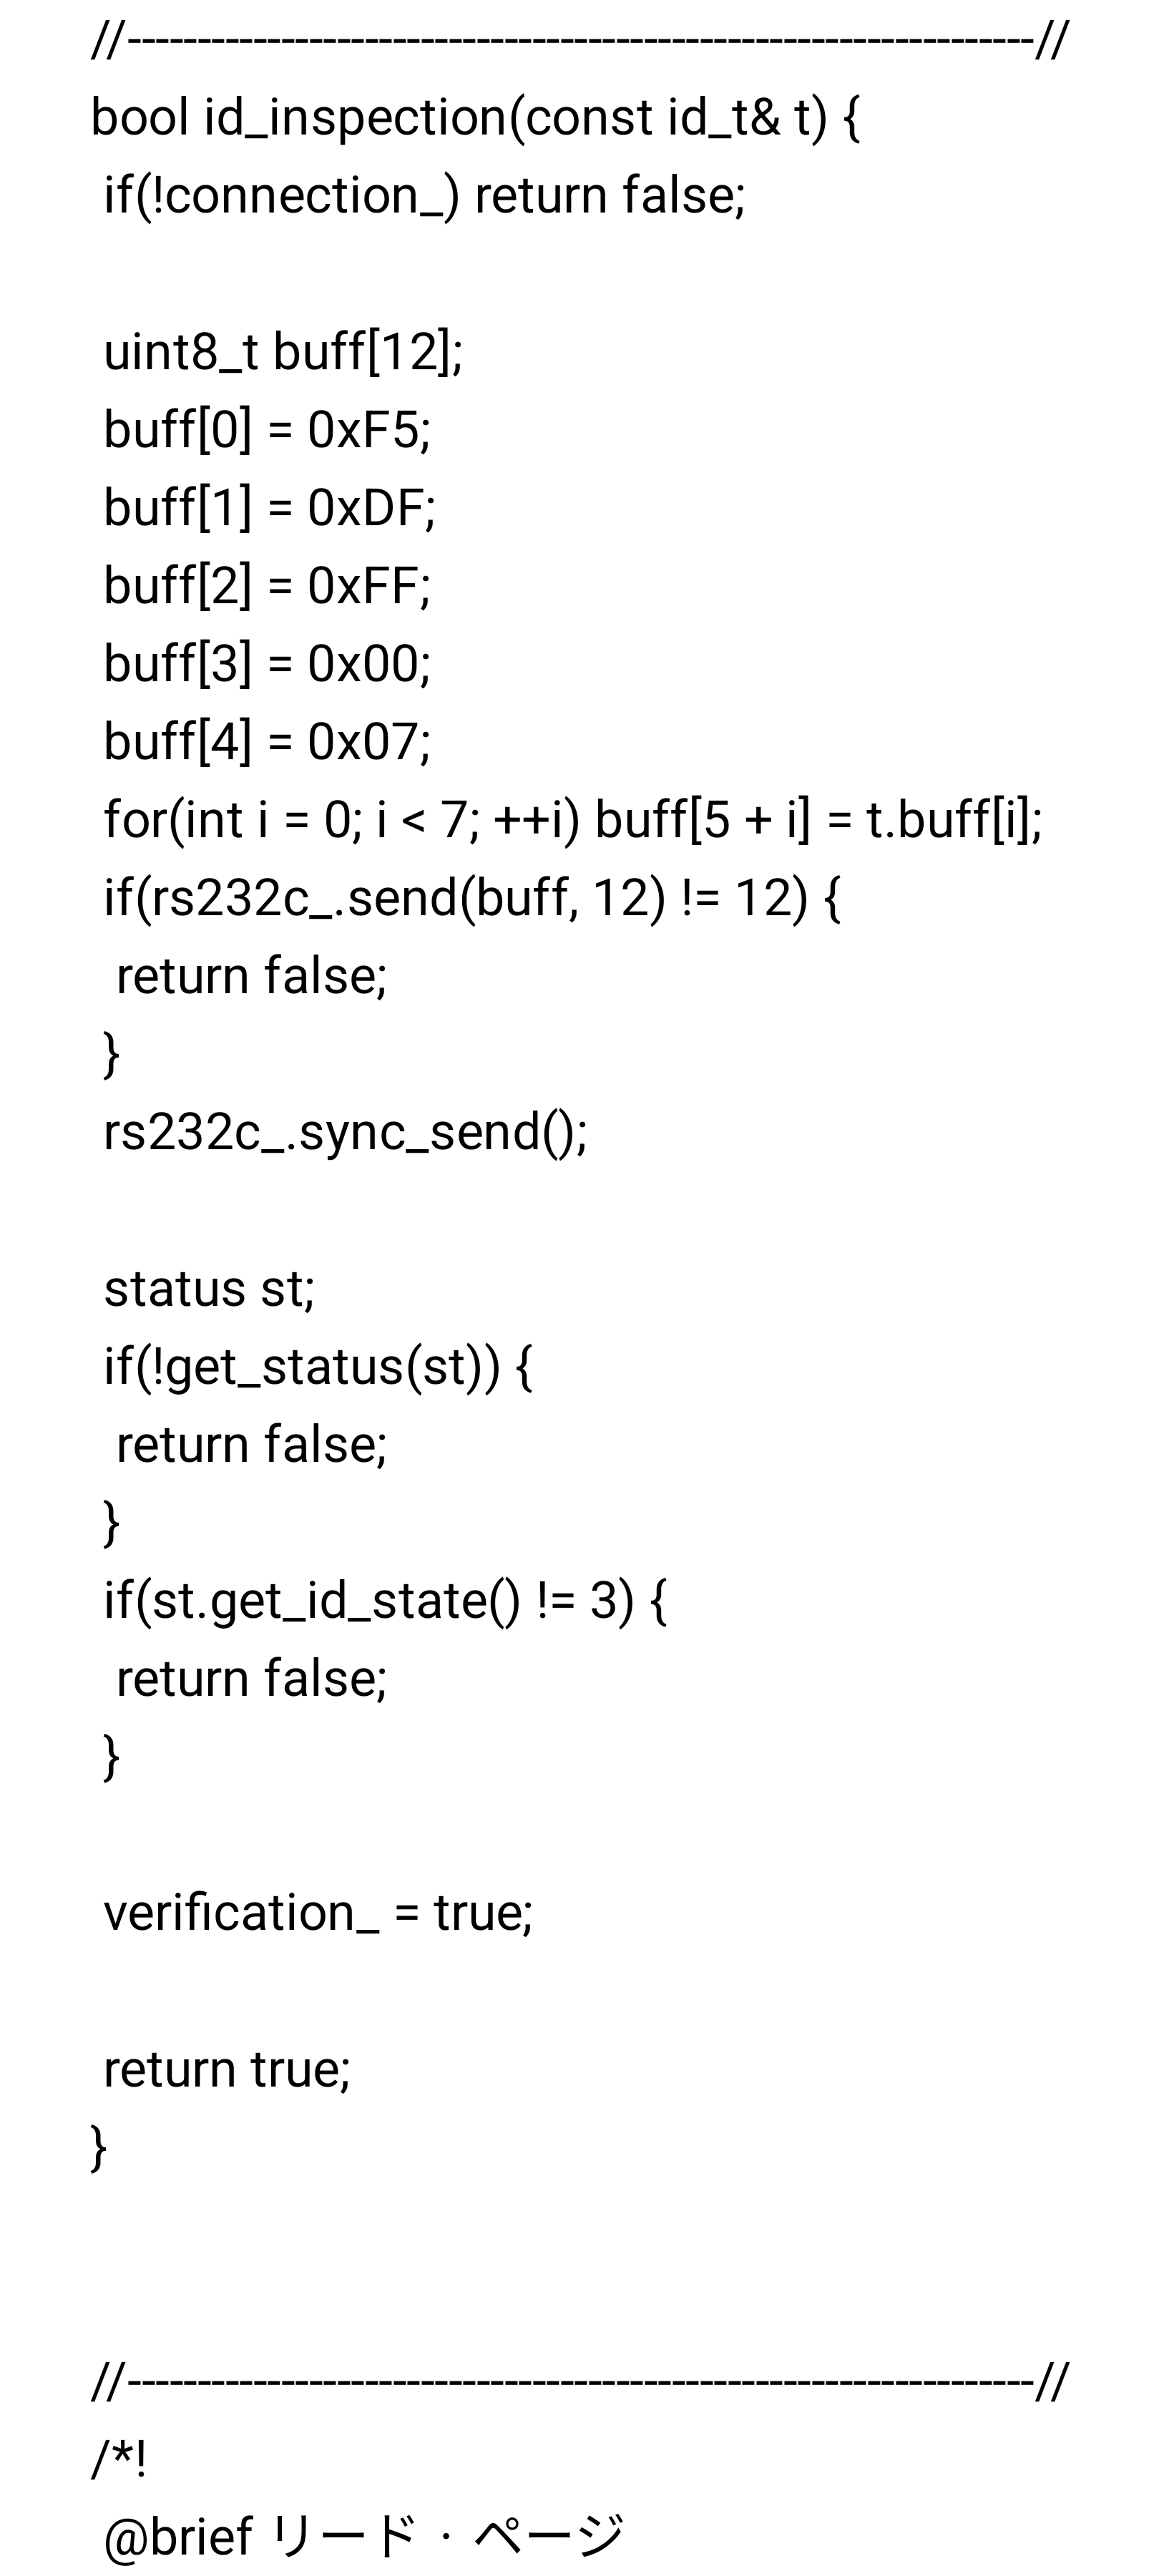 //-----------------------------------------------------------------//
bool id_inspection(const id_t& t) {
if(!connection_) return false;
uint8_t buff[12];
buff[0] = 0xF5;
buff[1] = 0xDF;
buff[2] = 0xFF;
buff[3] = 0x00;
buff[4] = 0x07;
for(int i = 0; i < 7; ++i) buff[5 + i] = t.buff[i];
if(rs232c_.send(buff, 12) != 12) {
return false;
}
rs232c_.sync_send();
status st;
if(!get_status(st)) {
return false;
}
if(st.get_id_state() != 3) {
return false;
}
verification_ = true;
return true;
}
//-----------------------------------------------------------------//
/*!
@brief リード・ページ